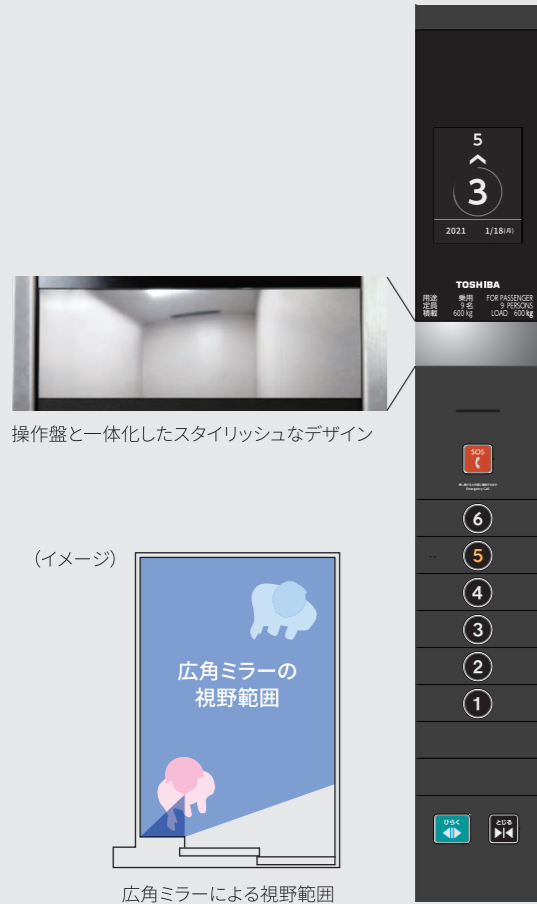 5
3
2021 1/18(月)
TOSHIBA
用途 乗用 FOR PASSENGER
定員 9名 9 PERSONS
積載 600 kg LOAD 600 kg
操作盤と一体化したスタイリッシュなデザイン
SOS
Emergency Call
6
5
4
3
2
1
ひらく とじる
(イメージ)
広角ミラーの
視野範囲
広角ミラーによる視野範囲